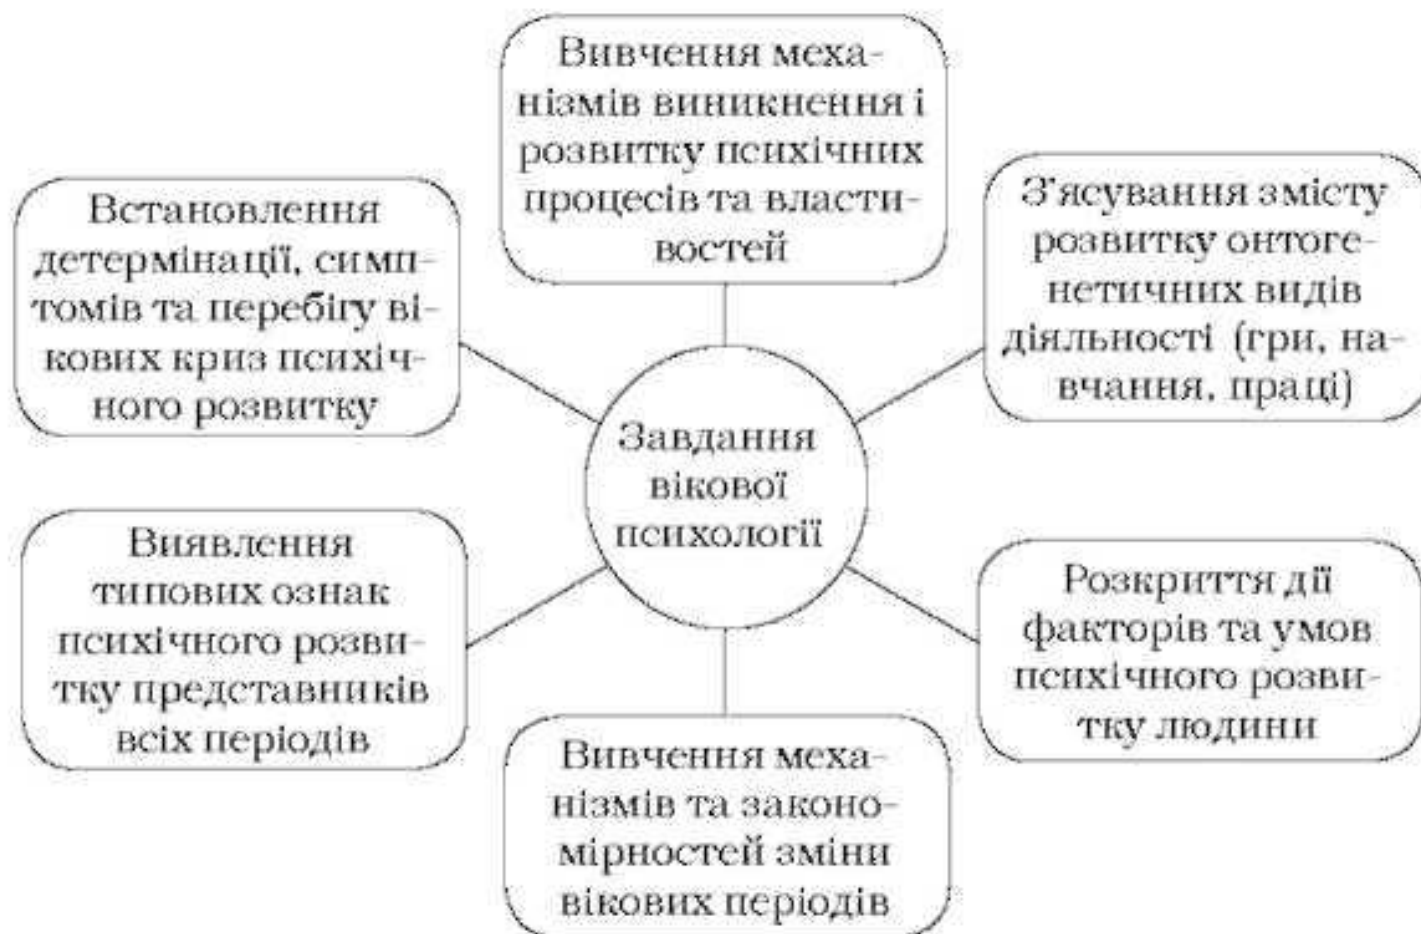 Вивчення меха-
нізмів виникнення і
розвитку психічних
процесів та власти-
востей
Встановлення
детермінації, симп-
томів та перебігу ві-
кових криз психіч-
ного розвитку
З'ясування змісту
розвитку онтоге-
нетичних видів
діяльності (гри, на-
вчання, праці)
Завдання
вікової
психології
Виявлення
типових ознак
психічного розви-
тку представників
всіх періодів
Розкриття дії
факторів та умов
психічного розви-
тку людини
Вивчення меха-
нізмів та законо-
мірностей зміни
вікових періодів